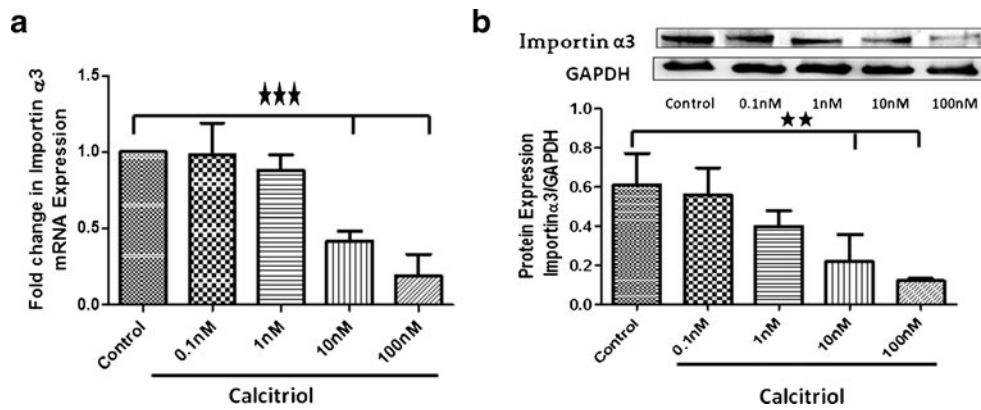 a
Fold change in Importin α3
mRNA Expression
1.5
1.0
0.5
0.0
★★★
Control
0.1nM
1nM
10nM
100nM
Calcitriol
b
Importin α3
GAPDH
Control
0.1nM
1nM
10nM
100nM
Protein Expression
Importinα3/GAPDH
1.0
0.8
0.6
0.4
0.2
0.0
★★
Control
0.1nM
1nM
10nM
100nM
Calcitriol